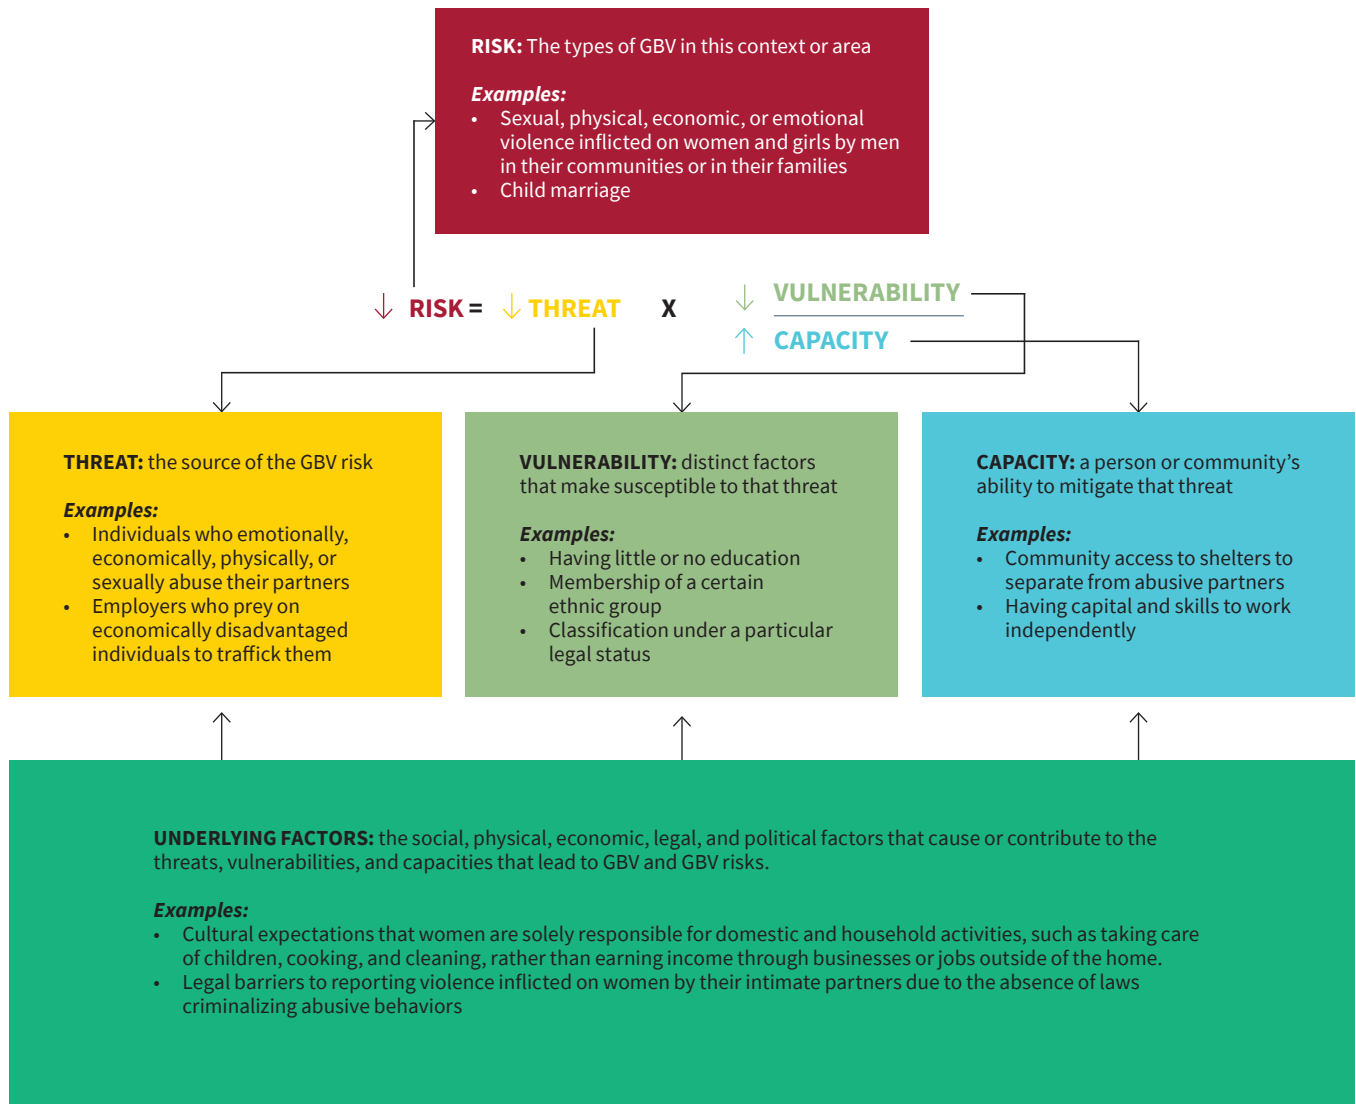 RISK: The types of GBV in this context or area
Examples:
• Sexual, physical, economic, or emotional
violence inflicted on women and girls by men
in their communities or in their families
• Child marriage
↓ RISK = ↓ THREAT X ↓ VULNERABILITY
↑ CAPACITY
THREAT: the source of the GBV risk
Examples:
• Individuals who emotionally,
economically, physically, or
sexually abuse their partners
• Employers who prey on
economically disadvantaged
individuals to traffick them
VULNERABILITY: distinct factors
that make susceptible to that threat
Examples:
• Having little or no education
• Membership of a certain
ethnic group
• Classification under a particular
legal status
CAPACITY: a person or community’s
ability to mitigate that threat
Examples:
• Community access to shelters to
separate from abusive partners
• Having capital and skills to work
independently
UNDERLYING FACTORS: the social, physical, economic, legal, and political factors that cause or contribute to the
threats, vulnerabilities, and capacities that lead to GBV and GBV risks.
Examples:
• Cultural expectations that women are solely responsible for domestic and household activities, such as taking care
of children, cooking, and cleaning, rather than earning income through businesses or jobs outside of the home.
• Legal barriers to reporting violence inflicted on women by their intimate partners due to the absence of laws
criminalizing abusive behaviors